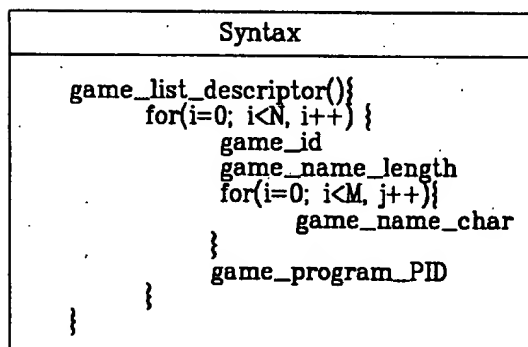 Syntax
game_list_descriptor(){
for(i=0; i<N, i++) {
game_id
game_name_length
for(i=0; i<M, j++){
game_name_char
}
game_program_PID
}
}